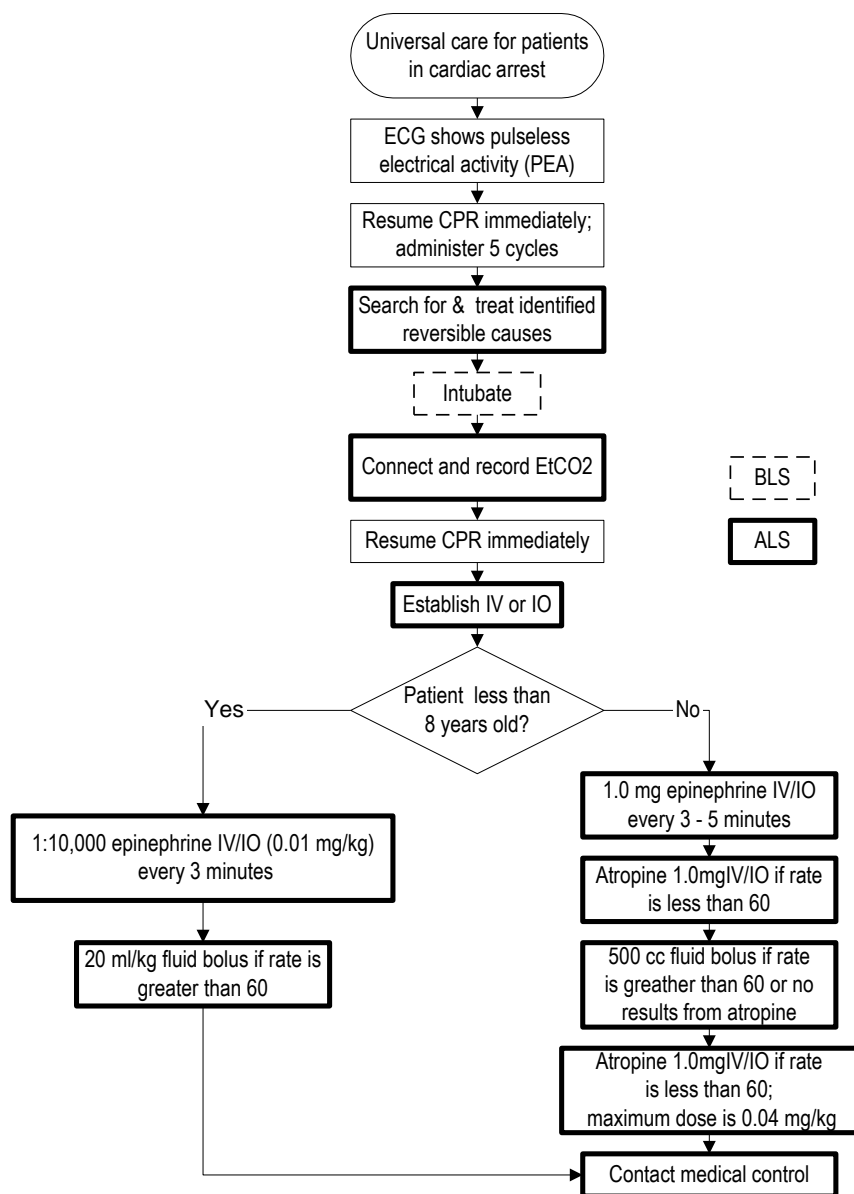 Universal care for patients
in cardiac arrest
ECG shows pulseless
electrical activity (PEA)
Resume CPR immediately;
administer 5 cycles
Search for & treat identified
reversible causes
Intubate
Connect and record EtCO2
BLS
Resume CPR immediately
ALS
Establish IV or IO
Patient less than
8 years old?
Yes
No
1:10,000 epinephrine IV/IO (0.01 mg/kg)
every 3 minutes
20 ml/kg fluid bolus if rate is
greater than 60
1.0 mg epinephrine IV/IO
every 3 - 5 minutes
Atropine 1.0mgIV/IO if rate
is less than 60
500 cc fluid bolus if rate
is greather than 60 or no
results from atropine
Atropine 1.0mgIV/IO if rate
is less than 60;
maximum dose is 0.04 mg/kg
Contact medical control